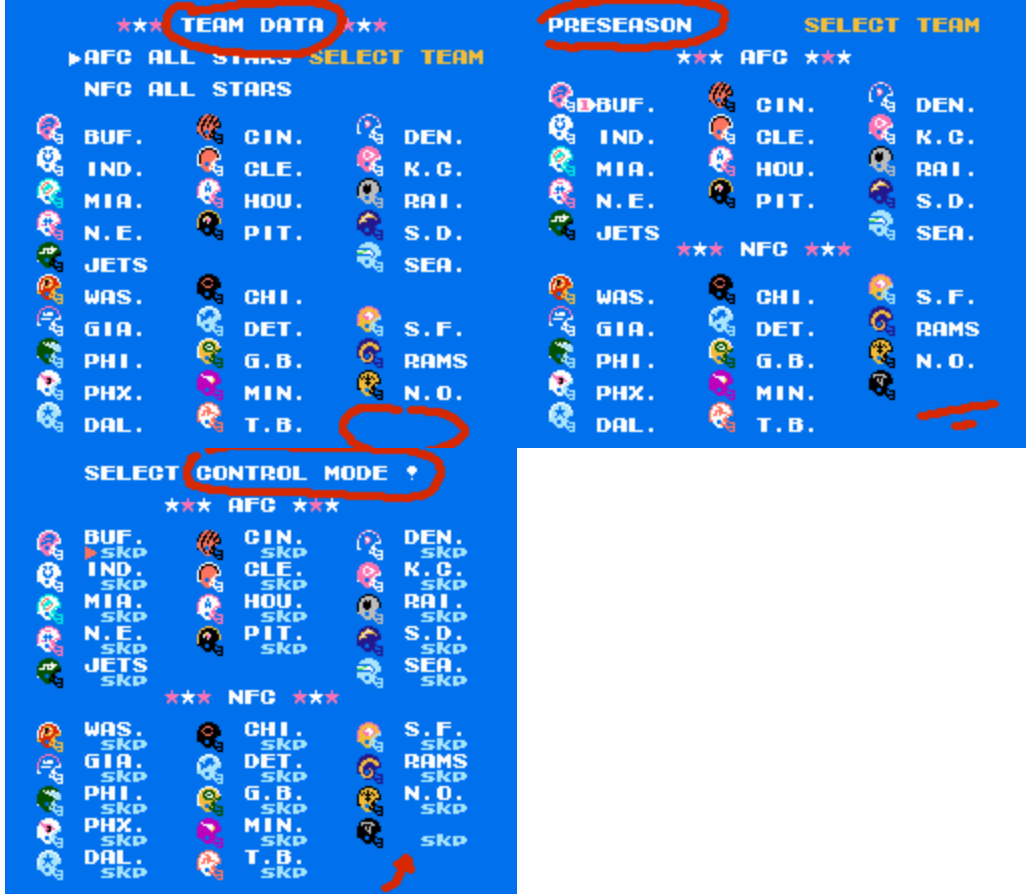 *** TEAM DATA ***
▶AFC ALL STARS SELECT TEAM
NFC ALL STARS
BUF. CIN. DEN.
IND. CLE. K.C.
MIA. HOU. RAI.
N.E. PIT. S.D.
JETS SEA.
WAS. CHI.
GIA. DET. S.F.
PHI. G.B. RAMS
PHX. MIN. N.O.
DAL. T.B.
PRESEASON SELECT TEAM
*** AFC ***
1 BUF. CIN. DEN.
IND. CLE. K.C.
MIA. HOU. RAI.
N.E. PIT. S.D.
JETS SEA.
*** NFC ***
WAS. CHI. S.F.
GIA. DET. RAMS
PHI. G.B. N.O.
PHX. MIN.
DAL. T.B.
SELECT CONTROL MODE ?
*** AFC ***
BUF. CIN. DEN.
▶SKP SKP SKP
IND. CLE. K.C.
SKP SKP SKP
MIA. HOU. RAI.
SKP SKP SKP
N.E. PIT. S.D.
SKP SKP SKP
JETS SEA.
SKP SKP
*** NFC ***
WAS. CHI. S.F.
SKP SKP SKP
GIA. DET. RAMS
SKP SKP SKP
PHI. G.B. N.O.
SKP SKP SKP
PHX. MIN.
SKP SKP SKP
DAL. T.B.
SKP SKP